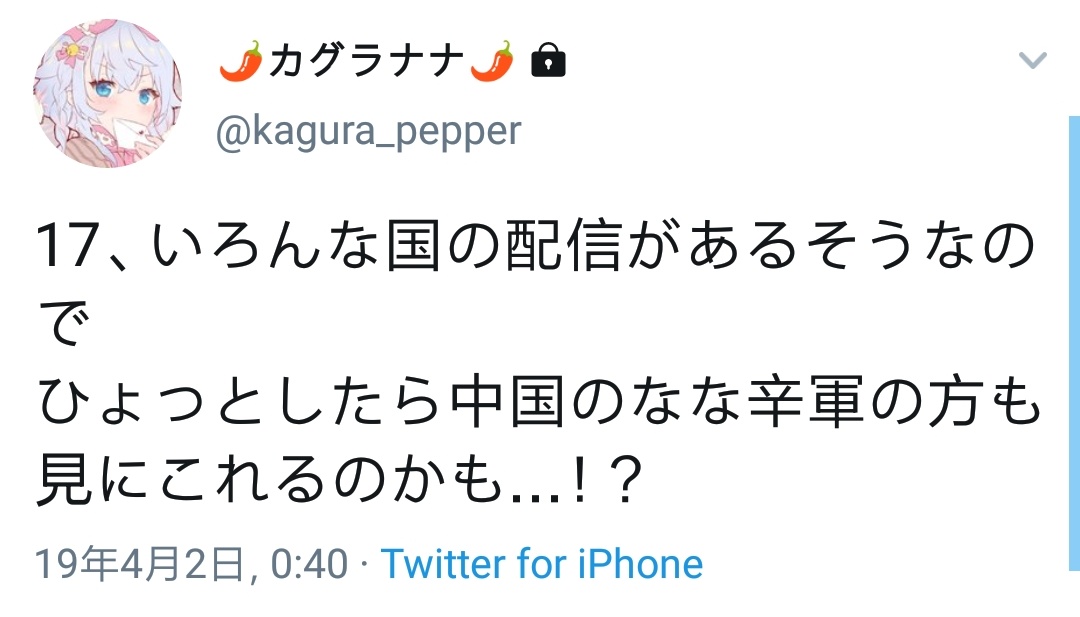 🌶カグラナナ🌶🔒
@kagura_pepper
17、いろんな国の配信があるそうなの
で
ひょっとしたら中国のなな辛軍の方も
見にこれるのかも...!？
19年4月2日, 0:40 · Twitter for iPhone